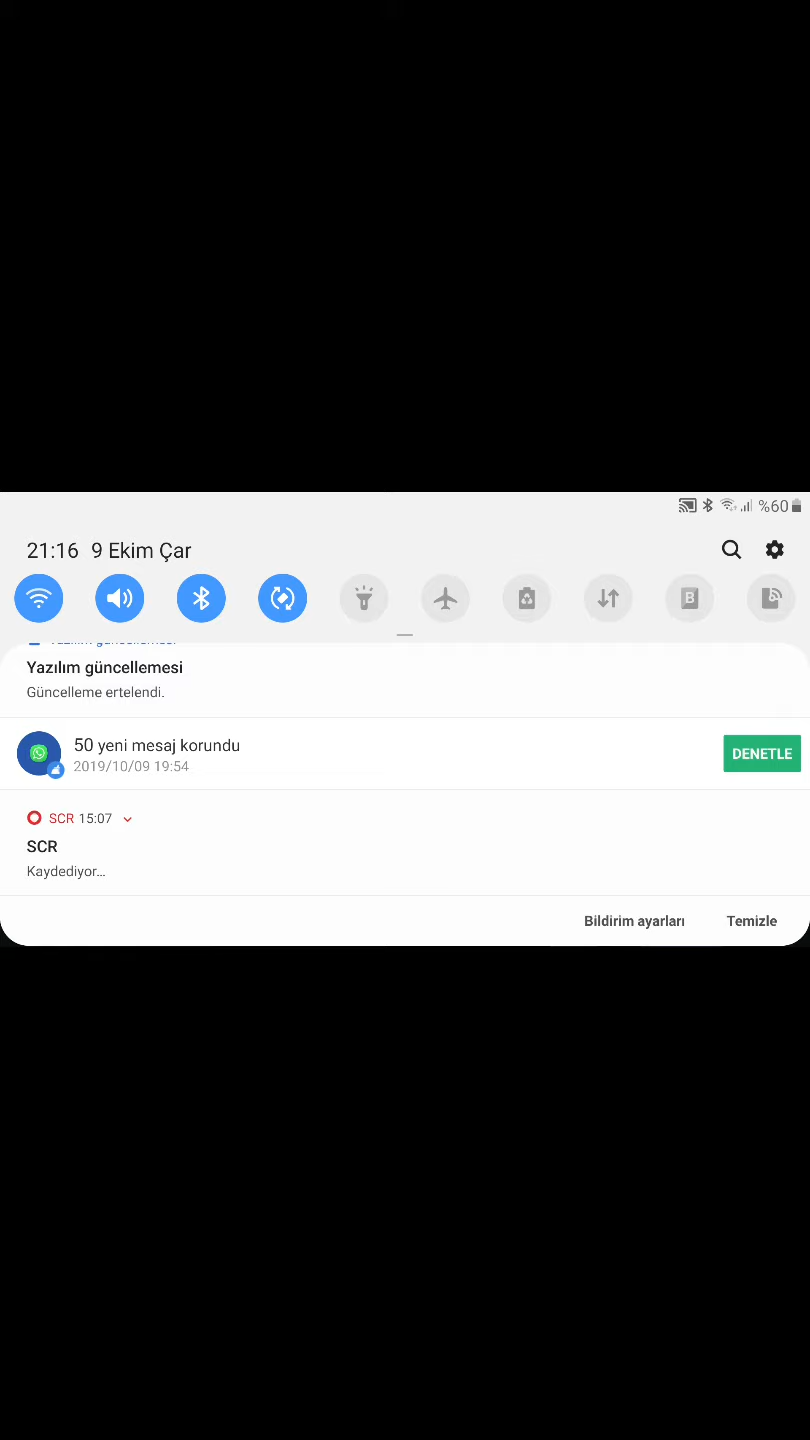 %60
21:16 9 Ekim Çar
Yazılım güncellemesi
Güncelleme ertelendi.
50 yeni mesaj korundu
2019/10/09 19:54
DENETLE
SCR 15:07
SCR
Kaydediyor...
Bildirim ayarları
Temizle